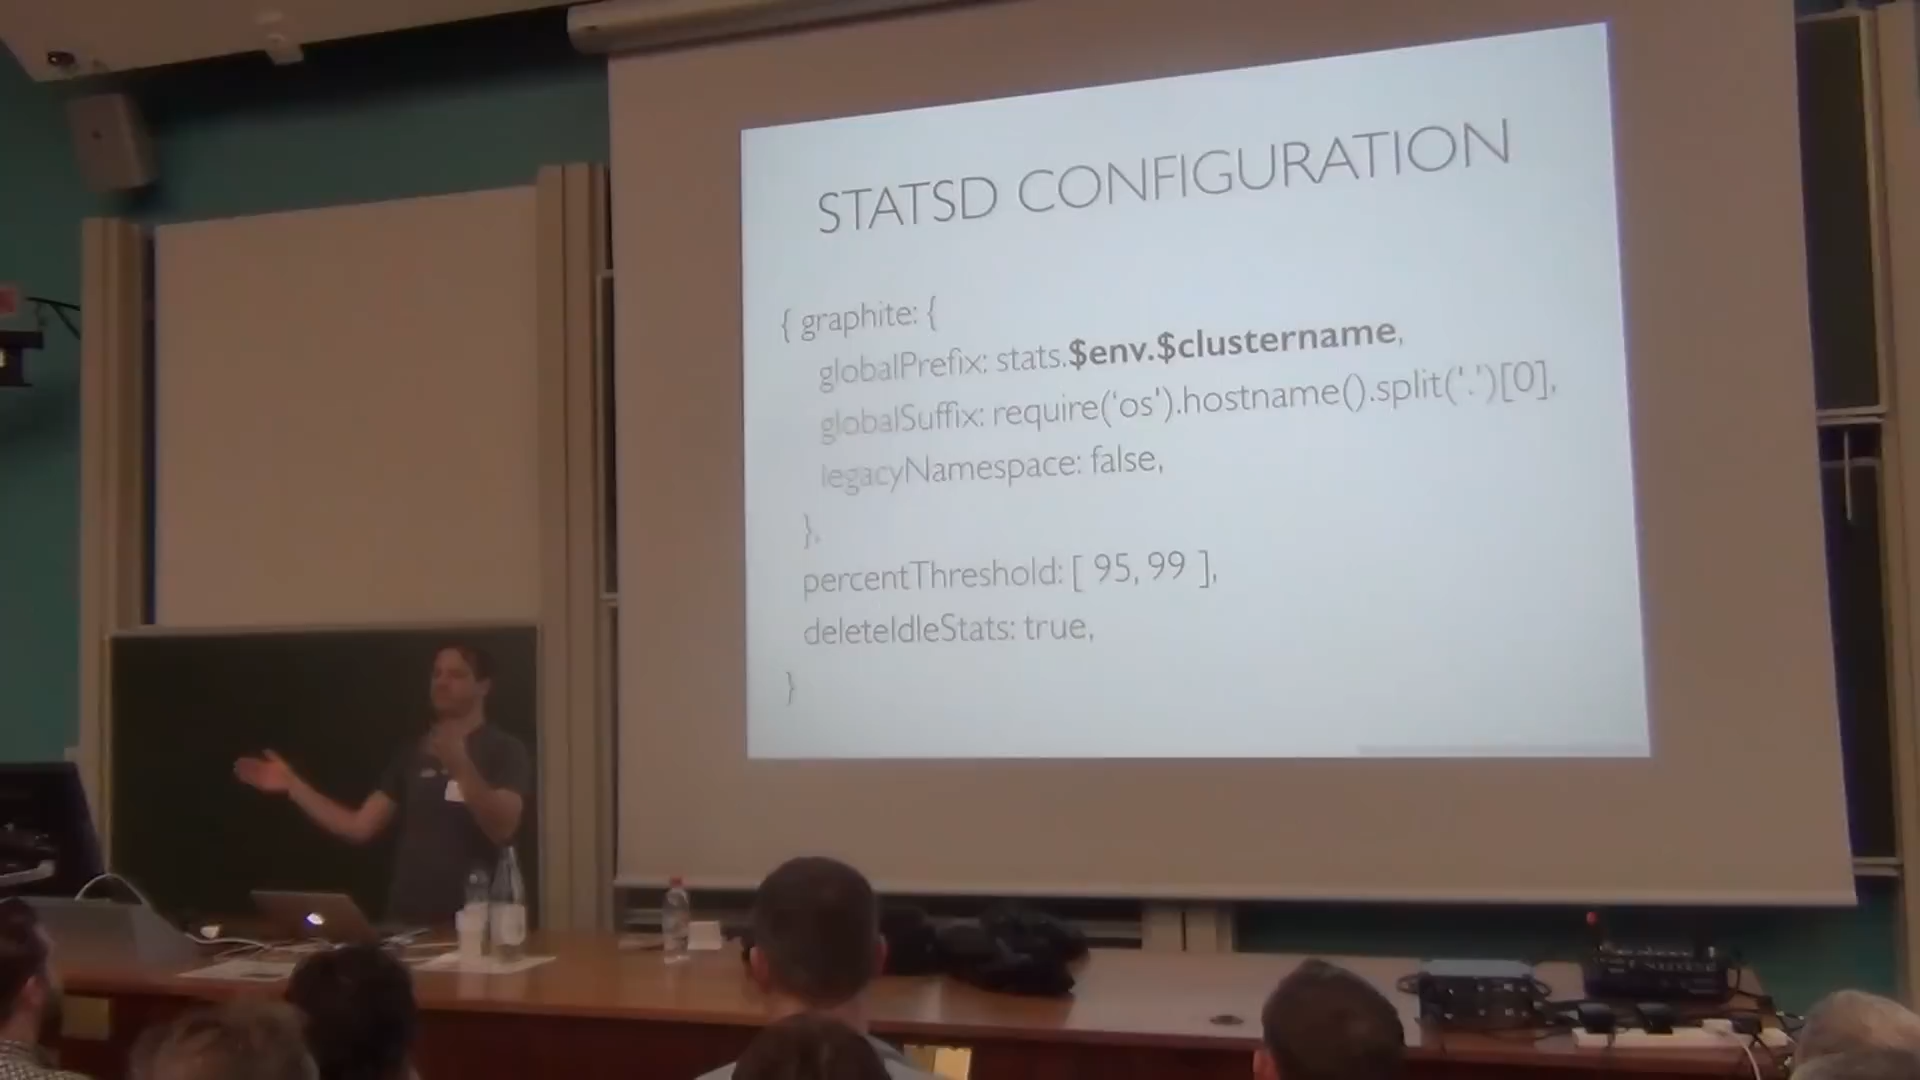 STATSD CONFIGURATION
{ graphite: {
globalPrefix: stats.$env.$clustername,
globalSuffix: require('os').hostname().split('.')[0],
legacyNamespace: false,
},
percentThreshold: [ 95, 99 ],
deleteIdleStats: true,
}